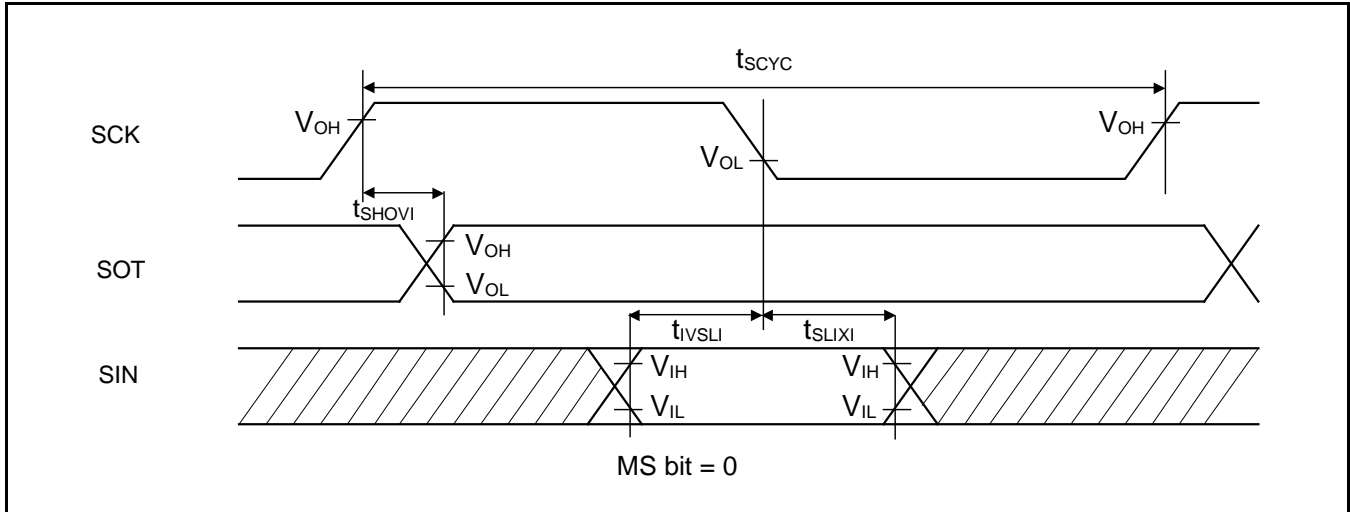 tSCYC
SCK
VOH
VOL
VOH
tSHOVI
SOT
VOH
VOL
tIVSLI
tSLIXI
SIN
VIH
VIH
VIL
VIL
MS bit = 0